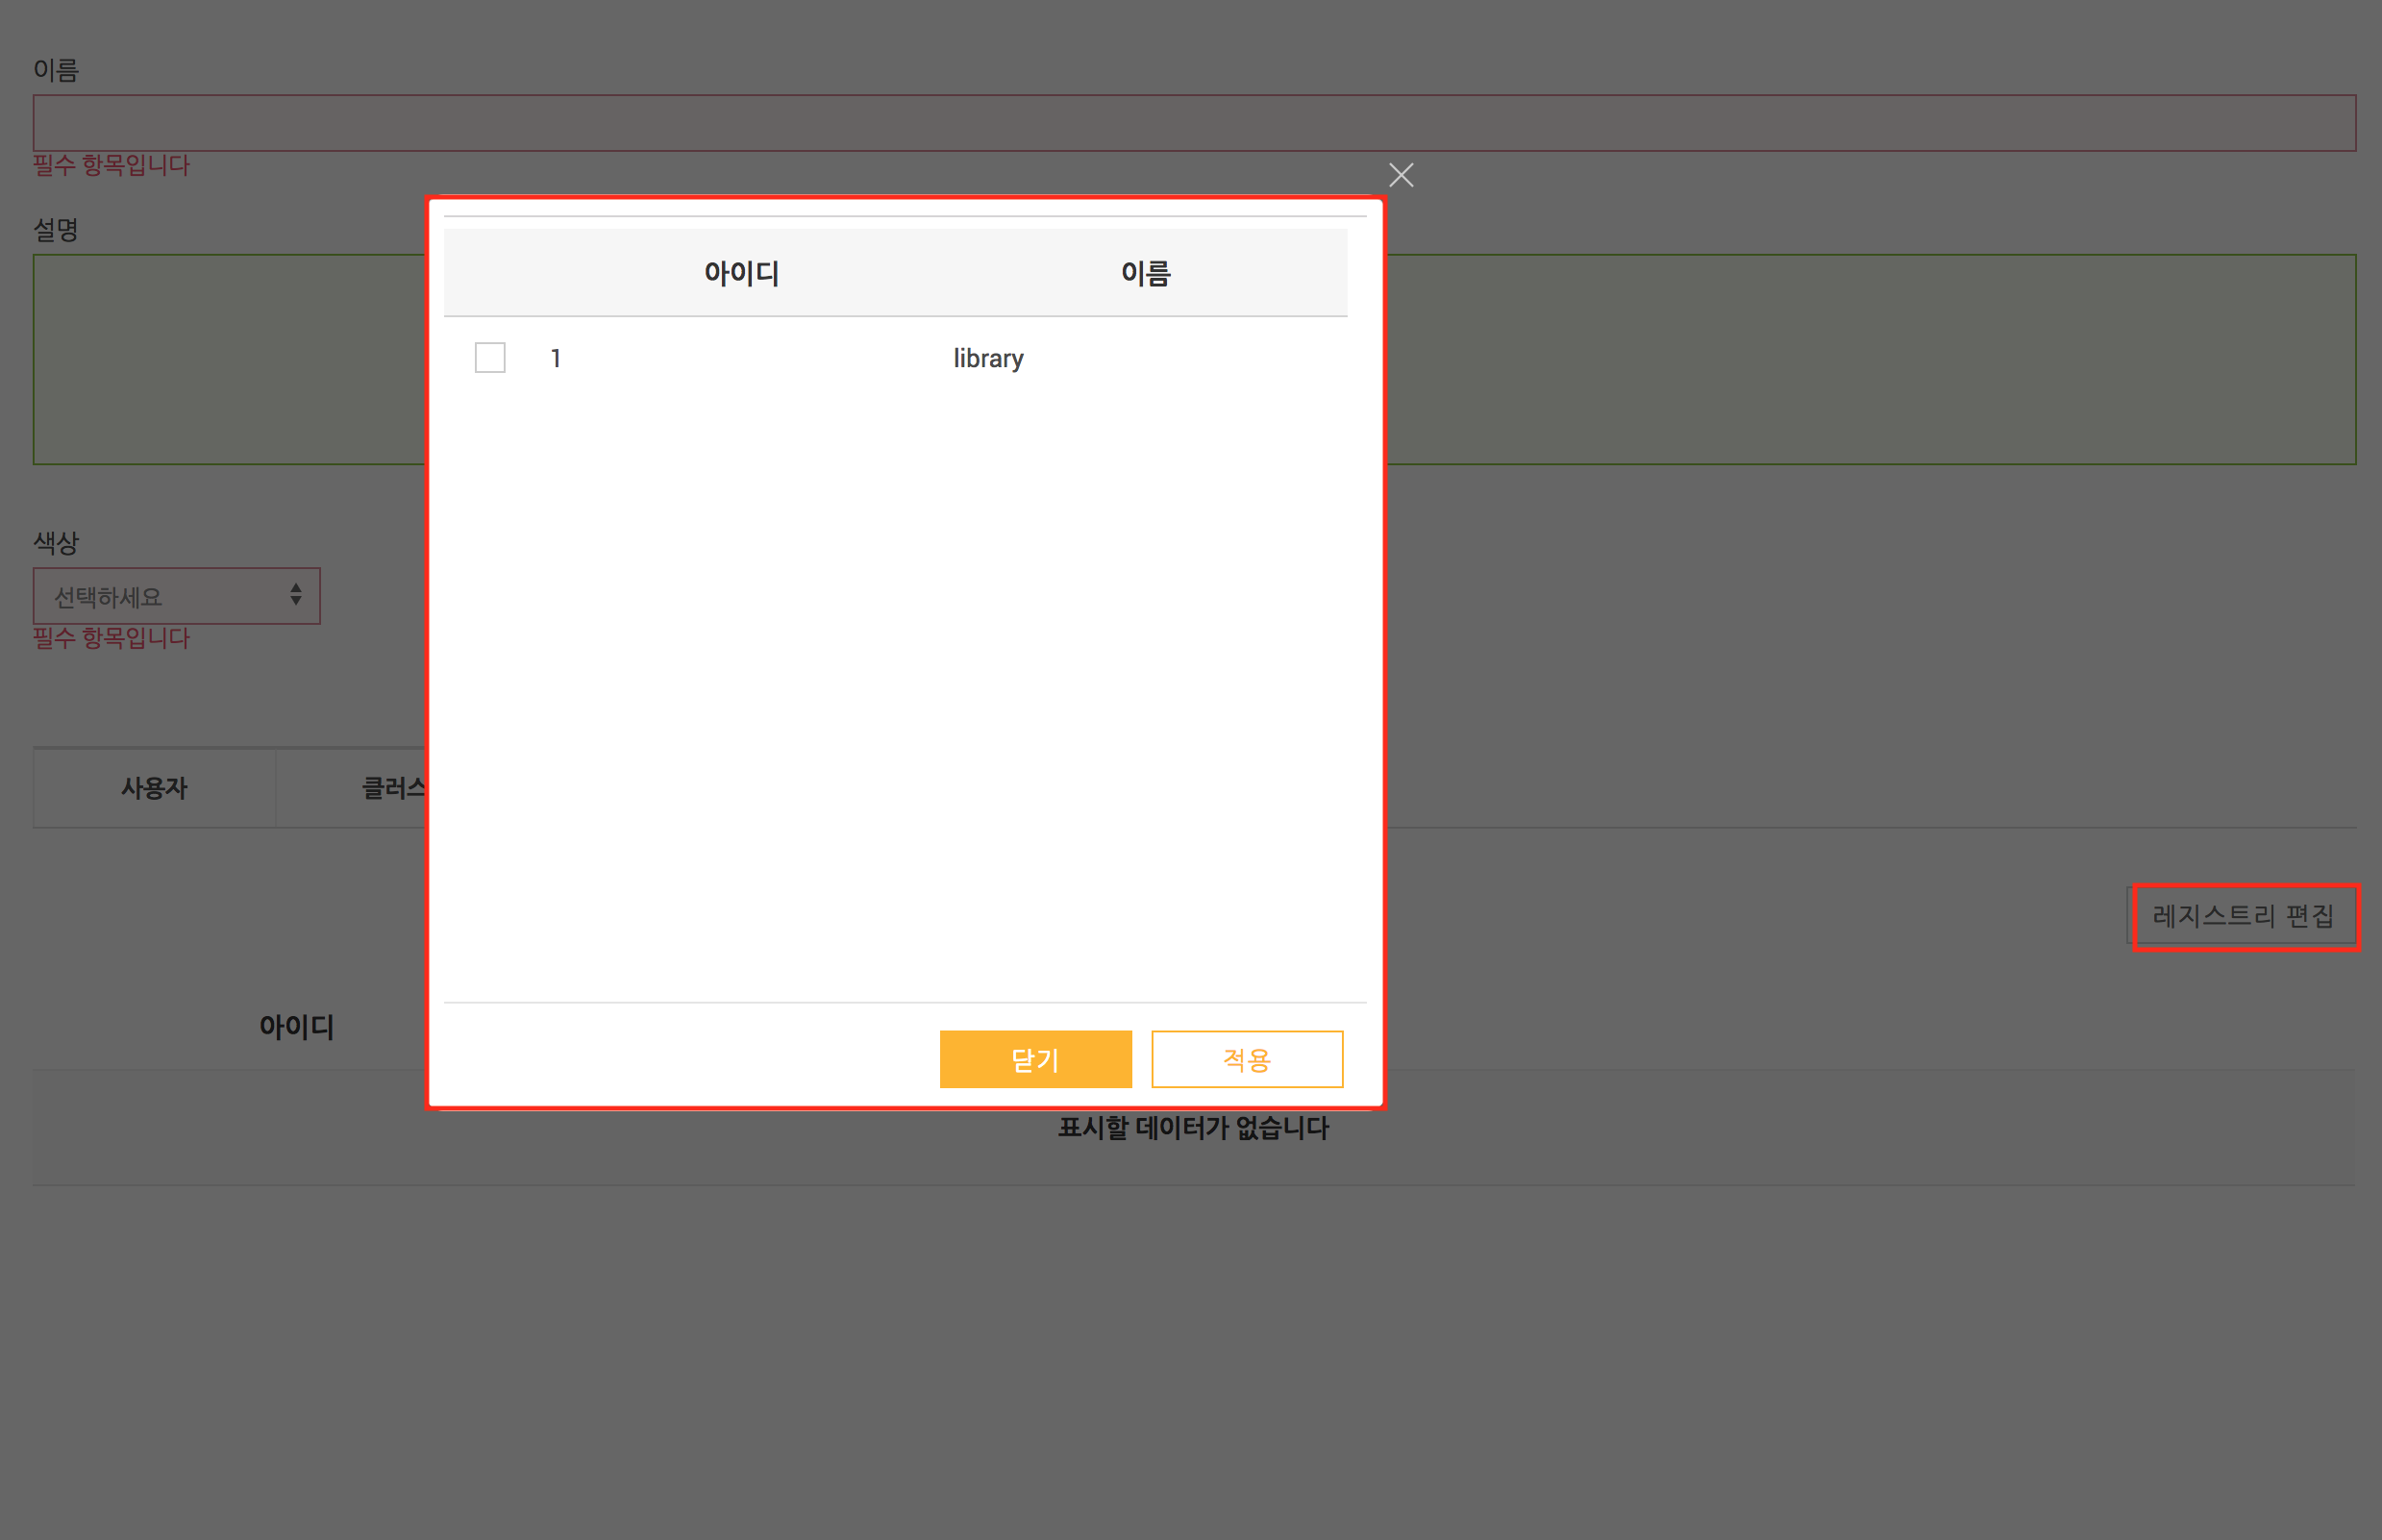 이름
필수 항목입니다
설명
아이디 이름
1 library
색상
선택하세요
필수 항목입니다
사용자 클러스
레지스트리 편집
아이디
닫기 적용
표시할 데이터가 없습니다